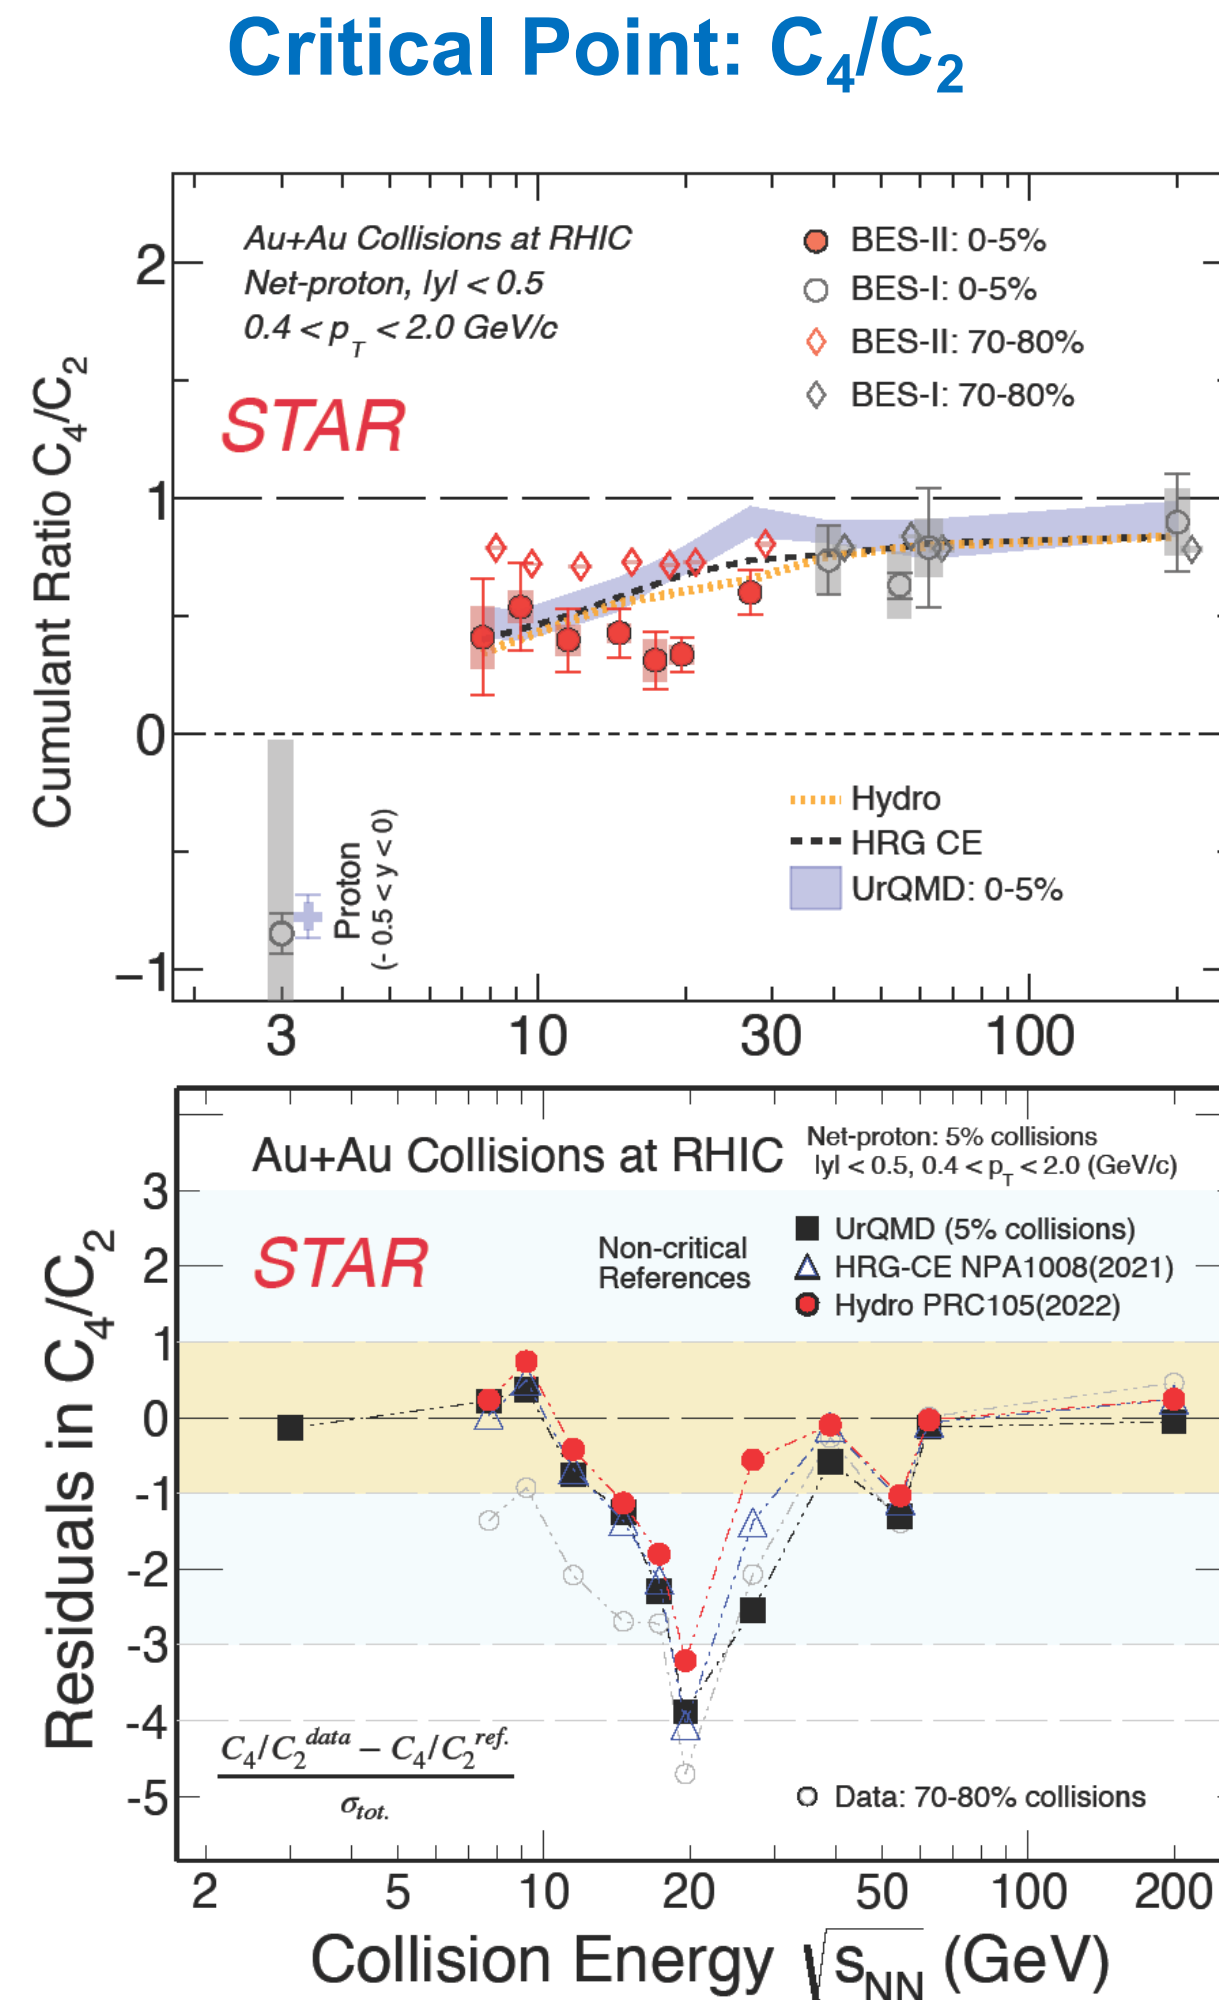 Critical Point: C4/C2
Au+Au Collisions at RHIC
Net-proton, |y| < 0.5
0.4 < pT < 2.0 GeV/c
STAR
BES-II: 0-5%
BES-I: 0-5%
BES-II: 70-80%
BES-I: 70-80%
Cumulant Ratio C4/C2
2
1
0
−1
Proton
(- 0.5 < y < 0)
Hydro
HRG CE
UrQMD: 0-5%
3 10 30 100
Au+Au Collisions at RHIC
Net-proton: 5% collisions
|y| < 0.5, 0.4 < pT < 2.0 (GeV/c)
STAR
Non-critical
References
UrQMD (5% collisions)
HRG-CE NPA1008(2021)
Hydro PRC105(2022)
Residuals in C4/C2
3
2
1
0
-1
-2
-3
-4
-5
C4/C2^data − C4/C2^ref.
σtot.
Data: 70-80% collisions
2 5 10 20 50 100 200
Collision Energy √sNN (GeV)